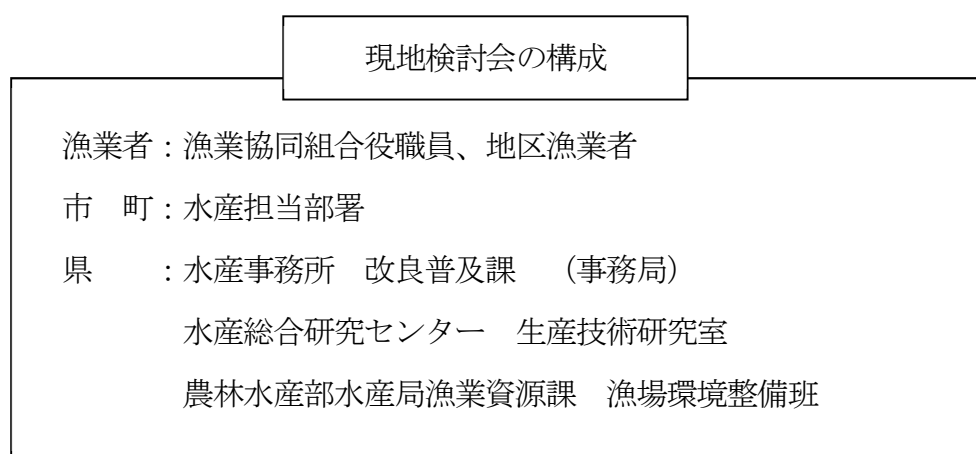 現地検討会の構成
漁業者：漁業協同組合役職員、地区漁業者
市　町：水産担当部署
県　　：水産事務所　改良普及課　（事務局）
水産総合研究センター　生産技術研究室
農林水産部水産局漁業資源課　漁場環境整備班